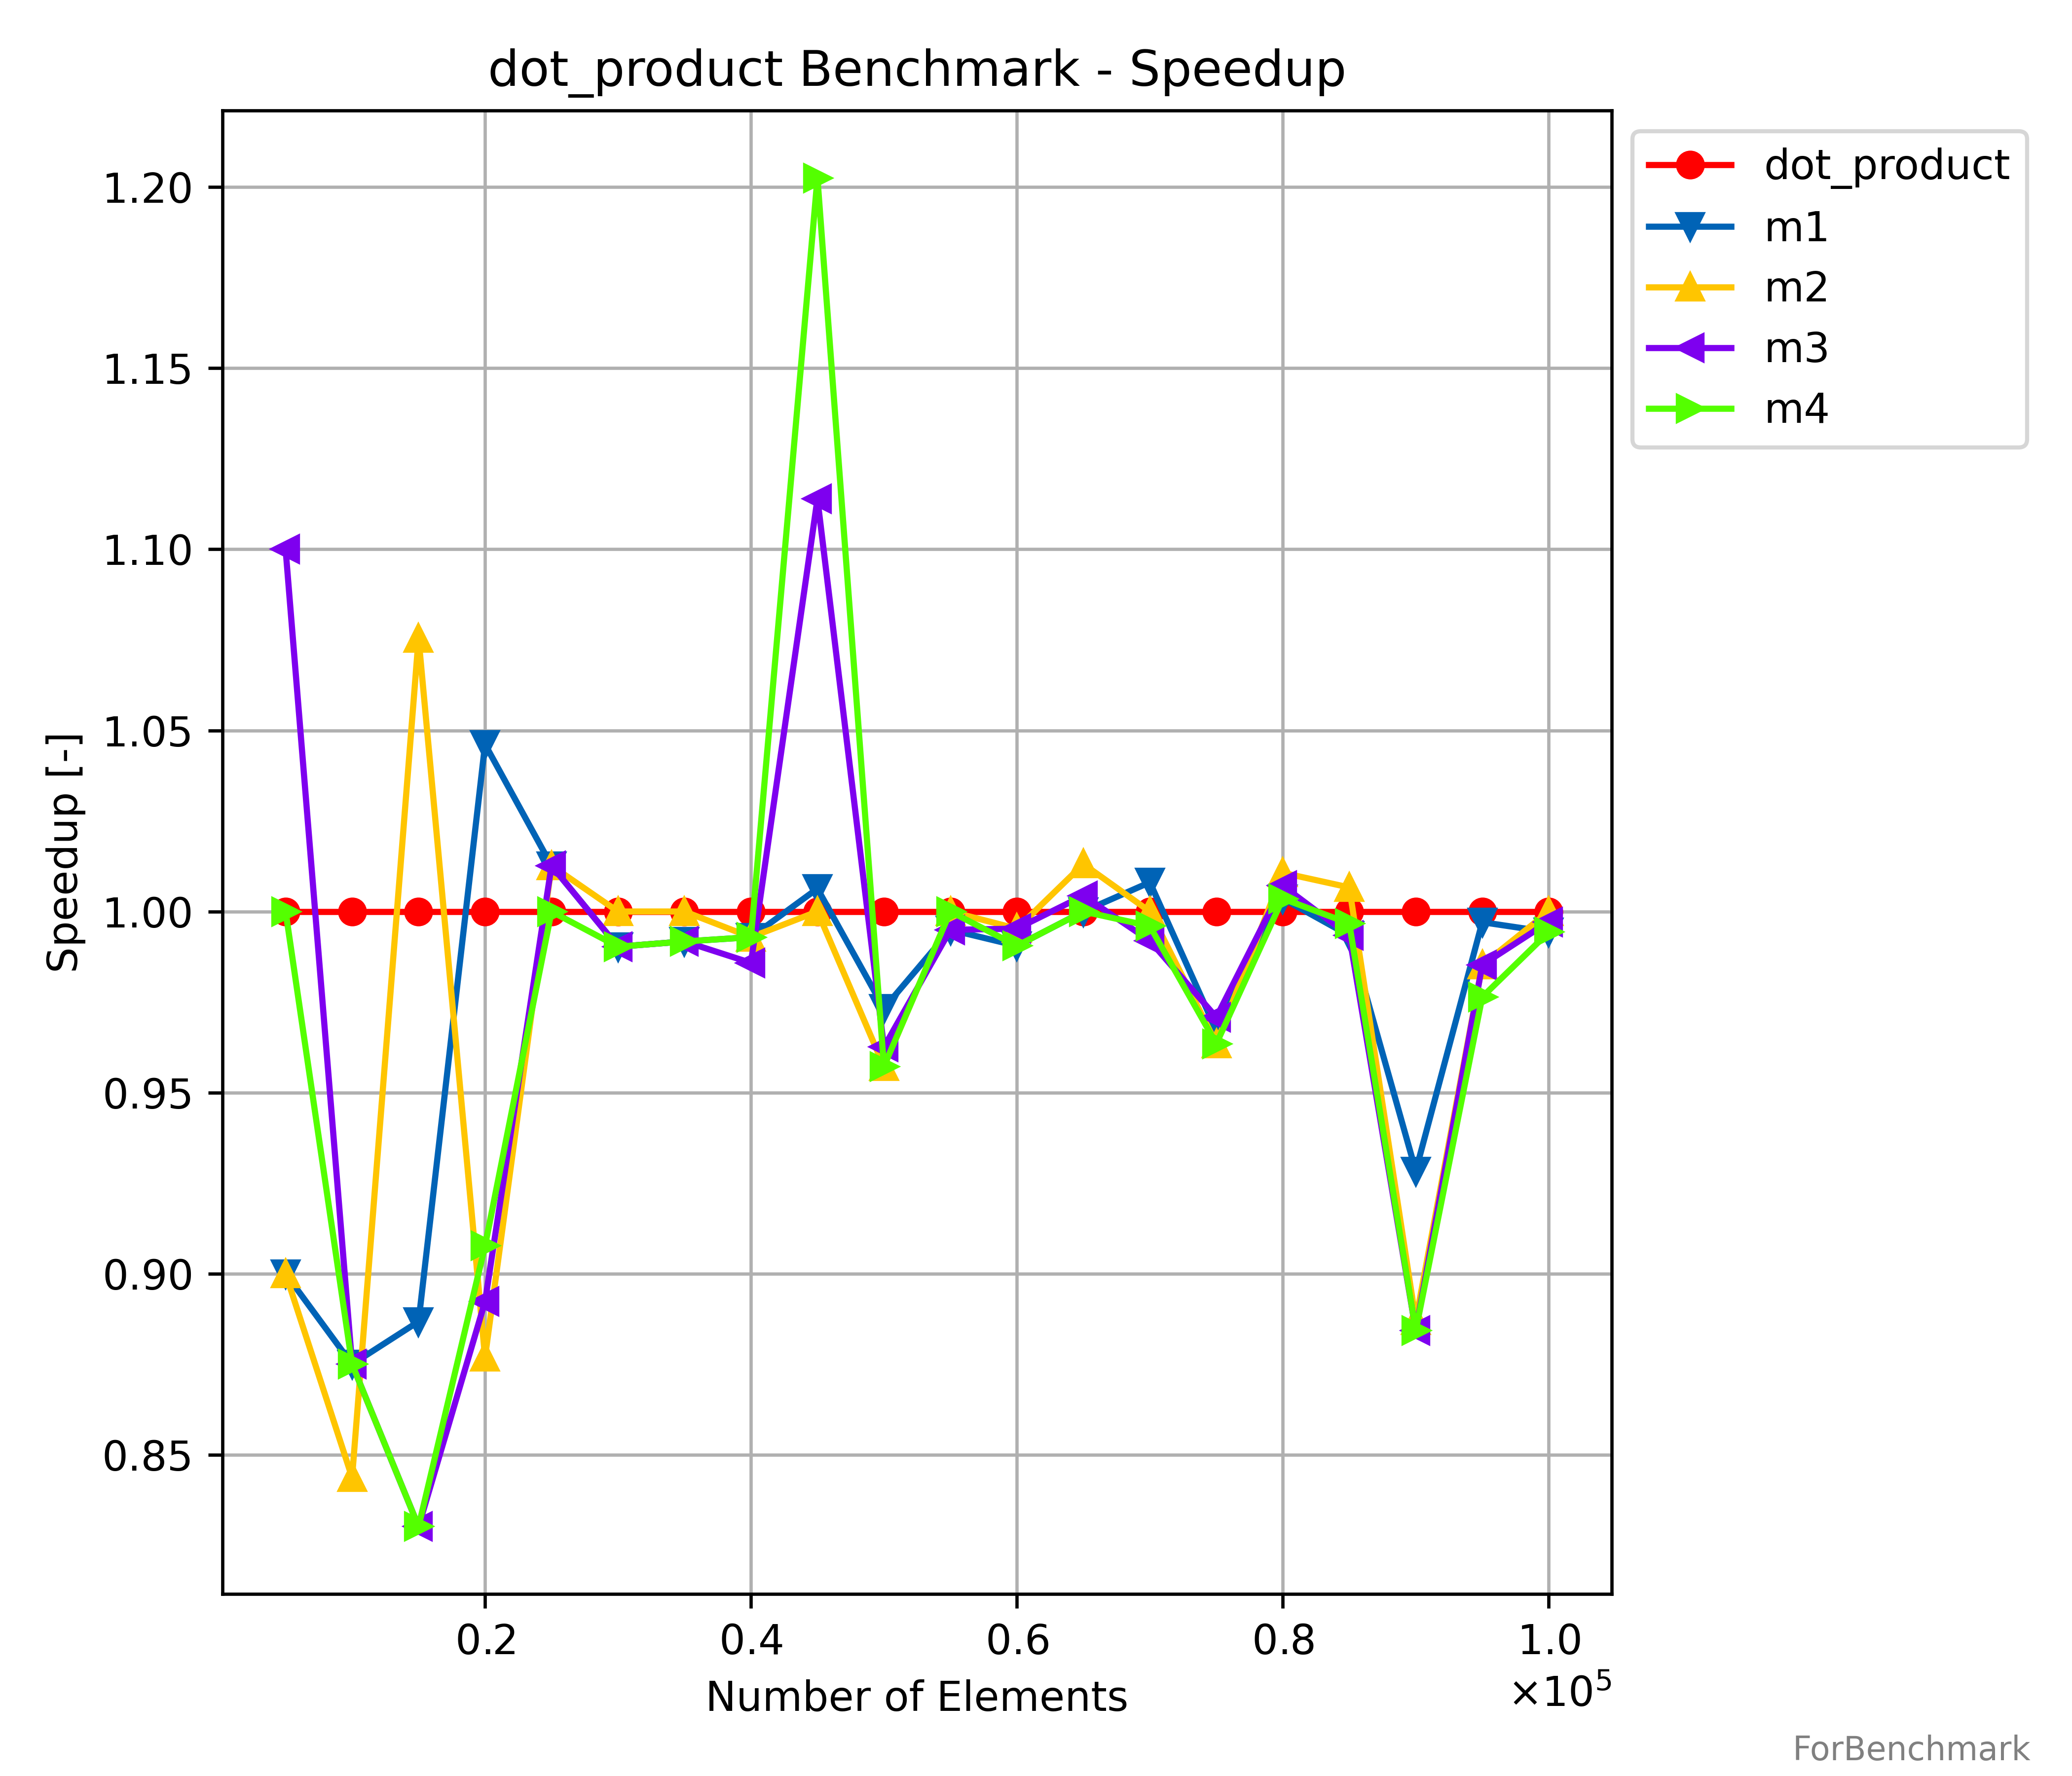 dot_product Benchmark - Speedup
dot_product
m1
m2
m3
m4
1.20
1.15
1.10
1.05
1.00
0.95
0.90
0.85
Speedup [-]
0.2 0.4 0.6 0.8 1.0
×10⁵
Number of Elements
ForBenchmark